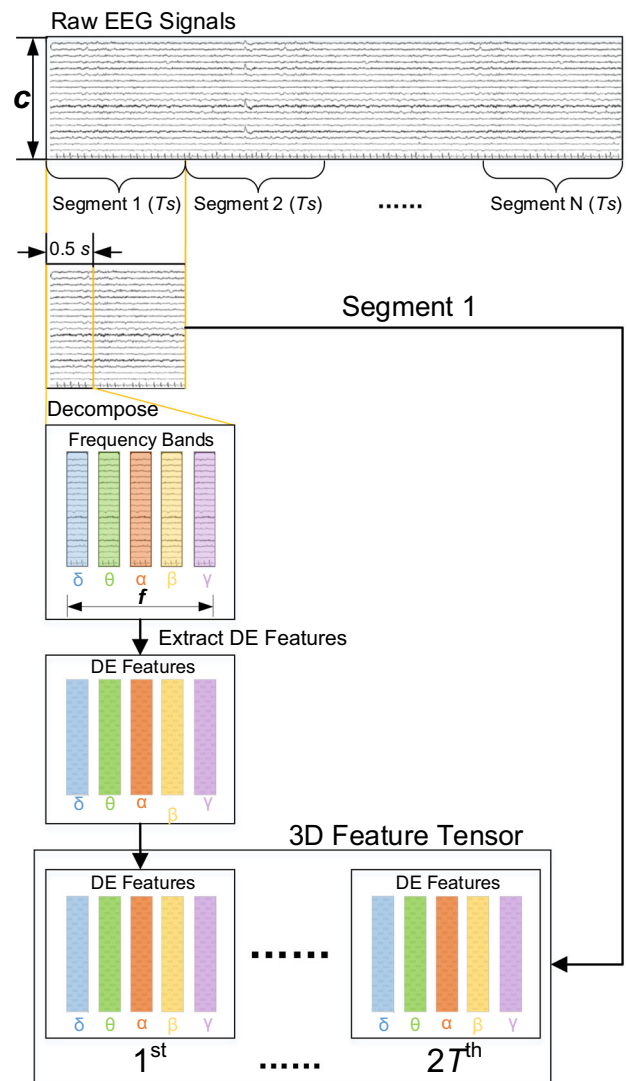 Raw EEG Signals
c
Segment 1 (Ts) Segment 2 (Ts) ...... Segment N (Ts)
0.5 s
Segment 1
Decompose
Frequency Bands
δ θ α β γ
f
Extract DE Features
DE Features
δ θ α β γ
3D Feature Tensor
DE Features ...... DE Features
δ θ α β γ δ θ α β γ
1st ...... 2Tth